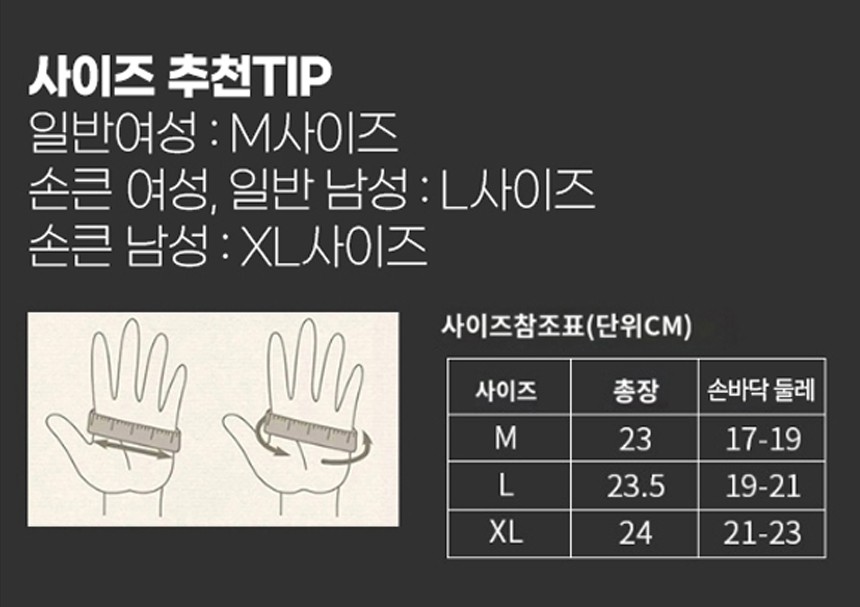 사이즈 추천TIP
일반여성 : M사이즈
손큰 여성, 일반 남성 : L사이즈
손큰 남성 : XL사이즈
사이즈참조표(단위CM)
사이즈 총장 손바닥 둘레
M 23 17-19
L 23.5 19-21
XL 24 21-23